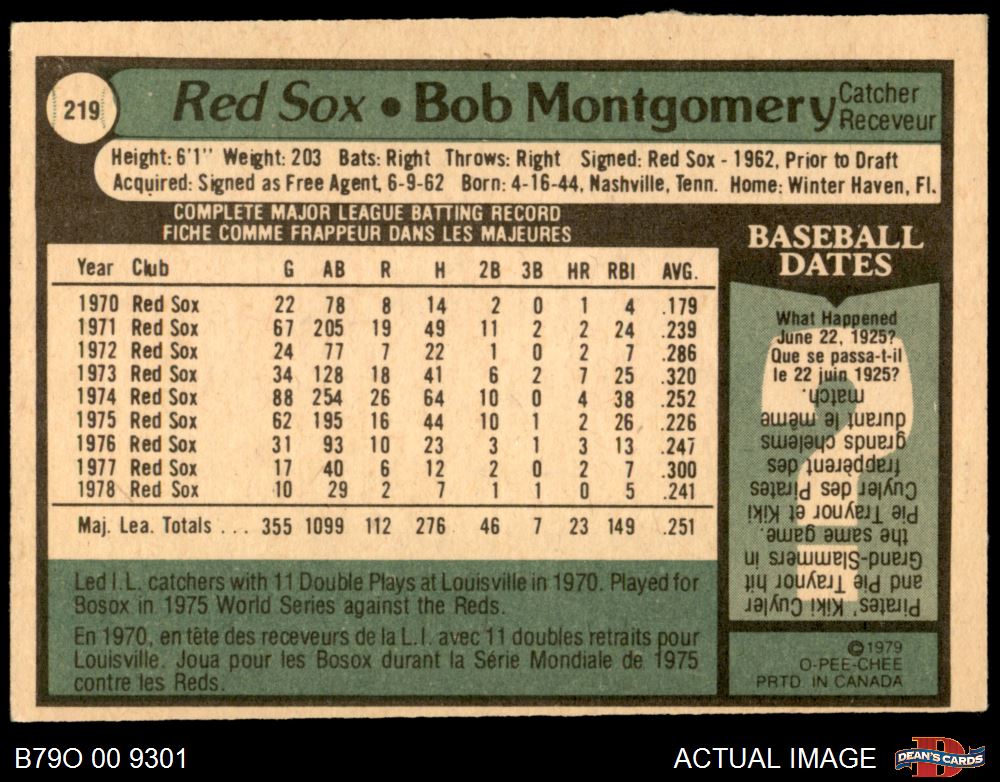 219
Red Sox • Bob Montgomery
Catcher
Receveur
Height: 6'1" Weight: 203 Bats: Right Throws: Right Signed: Red Sox - 1962, Prior to Draft
Acquired: Signed as Free Agent, 6-9-62 Born: 4-16-44, Nashville, Tenn. Home: Winter Haven, Fl.
COMPLETE MAJOR LEAGUE BATTING RECORD
FICHE COMME FRAPPEUR DANS LES MAJEURES
Year Club G AB R H 2B 3B HR RBI AVG.
1970 Red Sox 22 78 8 14 2 0 1 4 .179
1971 Red Sox 67 205 19 49 11 2 2 24 .239
1972 Red Sox 24 77 7 22 1 0 2 7 .286
1973 Red Sox 34 128 18 41 6 2 7 25 .320
1974 Red Sox 88 254 26 64 10 0 4 38 .252
1975 Red Sox 62 195 16 44 10 1 2 26 .226
1976 Red Sox 31 93 10 23 3 1 3 13 .247
1977 Red Sox 17 40 6 12 2 0 2 7 .300
1978 Red Sox 10 29 2 7 1 1 0 5 .241
Maj. Lea. Totals ... 355 1099 112 276 46 7 23 149 .251
Led I.L. catchers with 11 Double Plays at Louisville in 1970. Played for
Bosox in 1975 World Series against the Reds.
En 1970, en tête des receveurs de la L.I. avec 11 doubles retraits pour
Louisville. Joua pour les Bosox durant la Série Mondiale de 1975
contre les Reds.
BASEBALL
DATES
What Happened
June 22, 1925?
Que se passa-t-il
le 22 juin 1925?
Pirates' Kiki Cuyler
and Pie Traynor hit
Grand-Slammers in
the same game.
Pie Traynor et Kiki
Cuyler des Pirates
frappèrent des
grands chelems
durant le même
match.
©1979
O-PEE-CHEE
PRTD IN CANADA
B79O 00 9301
ACTUAL IMAGE
D
DEAN'S CARDS